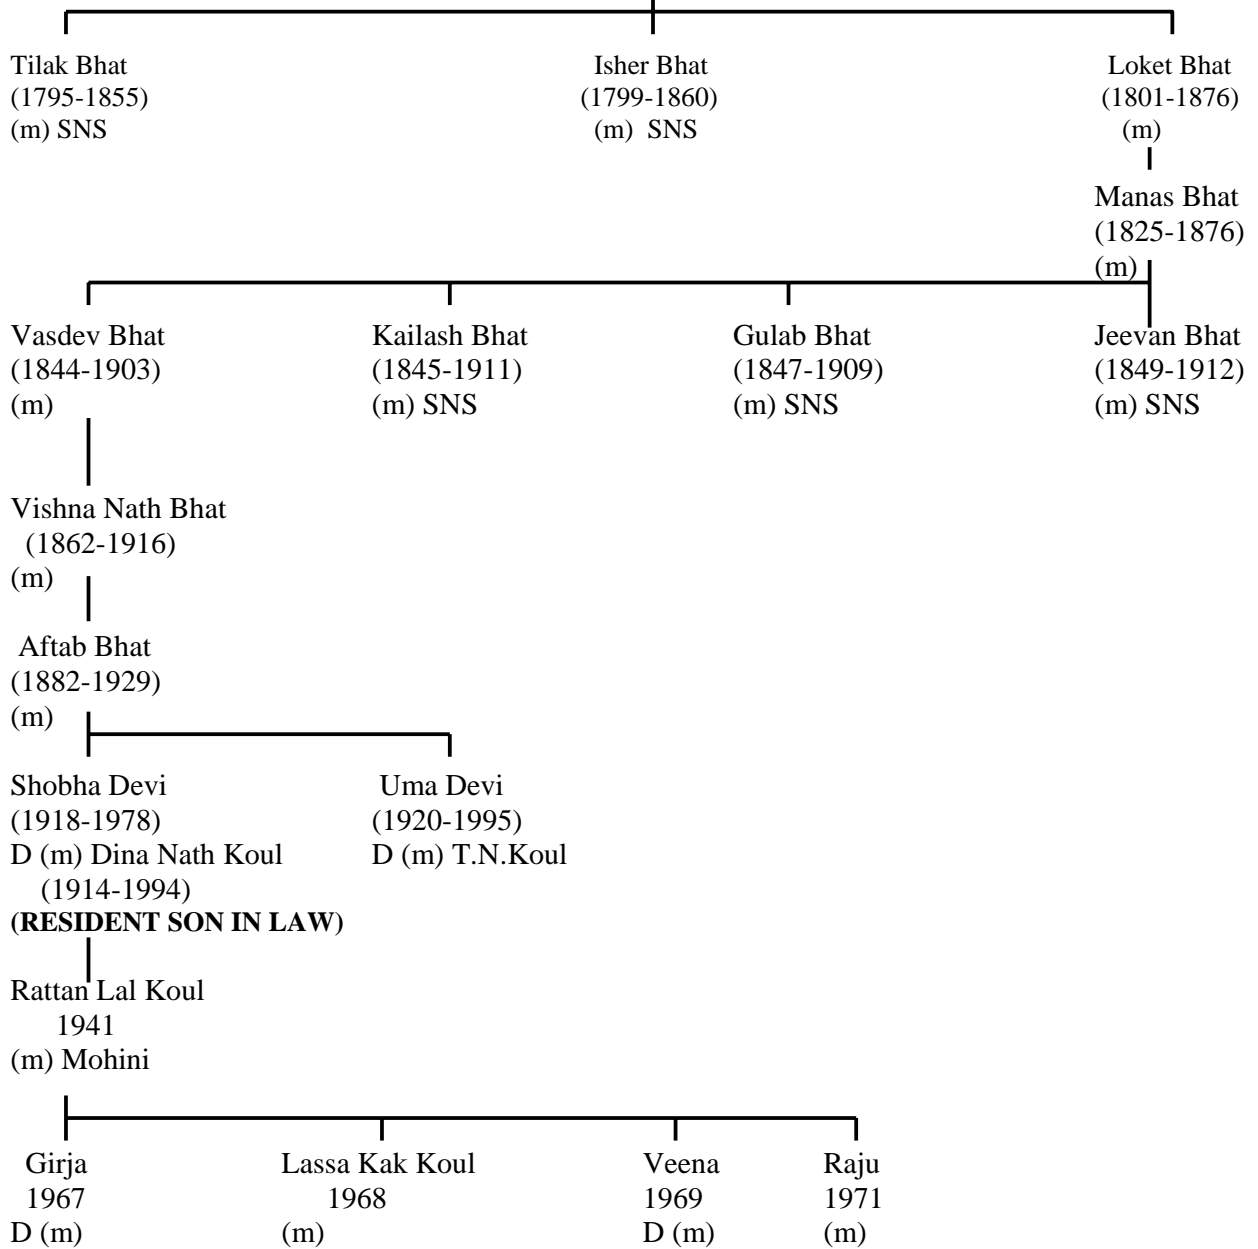 Tilak Bhat Isher Bhat Loket Bhat
(1795-1855) (1799-1860) (1801-1876)
(m) SNS (m) SNS (m)
Manas Bhat
(1825-1876)
(m)
Vasdev Bhat Kailash Bhat Gulab Bhat Jeevan Bhat
(1844-1903) (1845-1911) (1847-1909) (1849-1912)
(m) (m) SNS (m) SNS (m) SNS
Vishna Nath Bhat
(1862-1916)
(m)
Aftab Bhat
(1882-1929)
(m)
Shobha Devi Uma Devi
(1918-1978) (1920-1995)
D (m) Dina Nath Koul D (m) T.N.Koul
(1914-1994)
(RESIDENT SON IN LAW)
Rattan Lal Koul
1941
(m) Mohini
Girja Lassa Kak Koul Veena Raju
1967 1968 1969 1971
D (m) (m) D (m) (m)